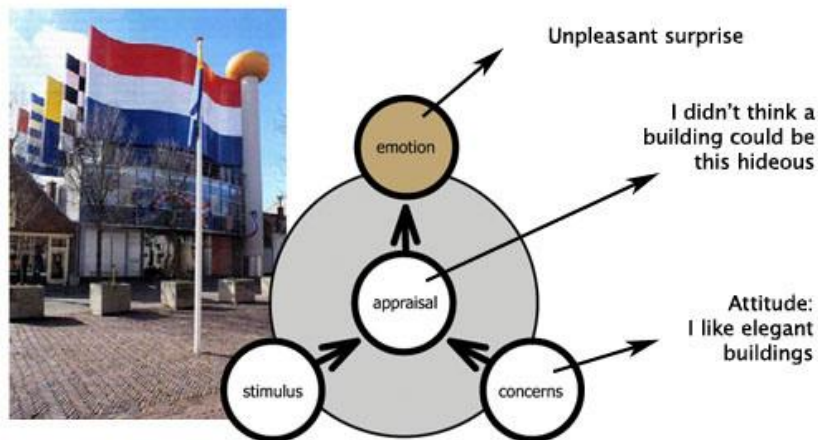 Unpleasant surprise
emotion
I didn't think a
building could be
this hideous
appraisal
Attitude:
I like elegant
buildings
stimulus
concerns